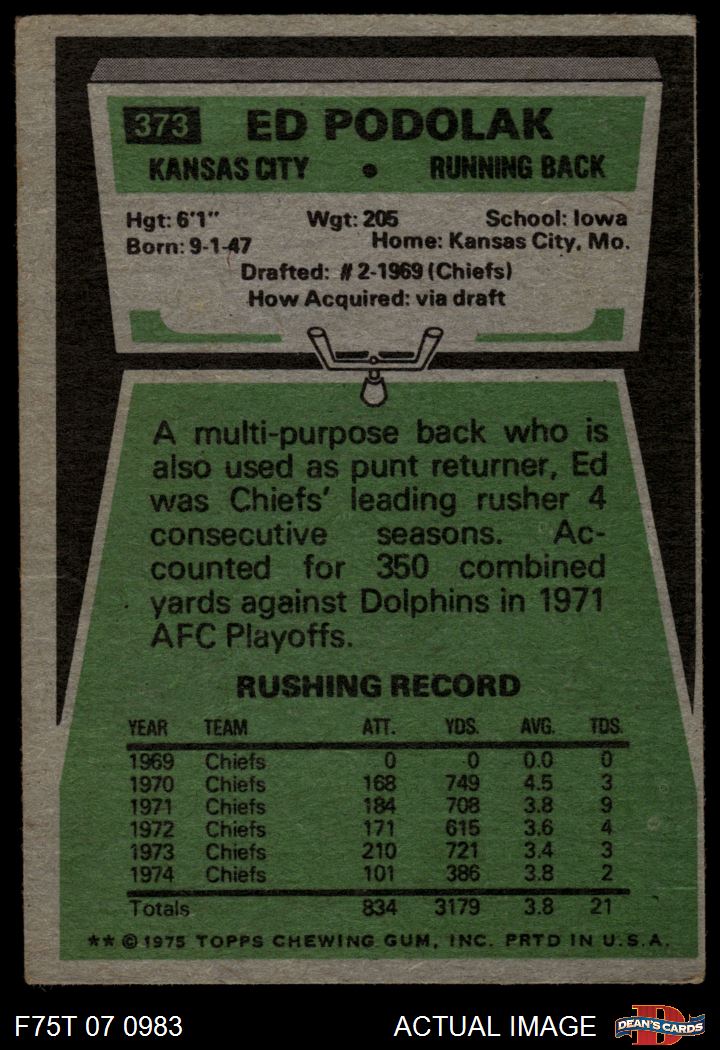 373 ED PODOLAK
KANSAS CITY • RUNNING BACK
Hgt: 6'1" Wgt: 205 School: Iowa
Born: 9-1-47 Home: Kansas City, Mo.
Drafted: #2-1969 (Chiefs)
How Acquired: via draft
A multi-purpose back who is
also used as punt returner, Ed
was Chiefs' leading rusher 4
consecutive seasons. Ac-
counted for 350 combined
yards against Dolphins in 1971
AFC Playoffs.
RUSHING RECORD
YEAR TEAM ATT. YDS. AVG. TDS.
1969 Chiefs 0 0 0.0 0
1970 Chiefs 168 749 4.5 3
1971 Chiefs 184 708 3.8 9
1972 Chiefs 171 615 3.6 4
1973 Chiefs 210 721 3.4 3
1974 Chiefs 101 386 3.8 2
Totals 834 3179 3.8 21
** © 1975 TOPPS CHEWING GUM, INC. PRTD IN U.S.A.
F75T 07 0983 ACTUAL IMAGE D DEAN'S CARDS